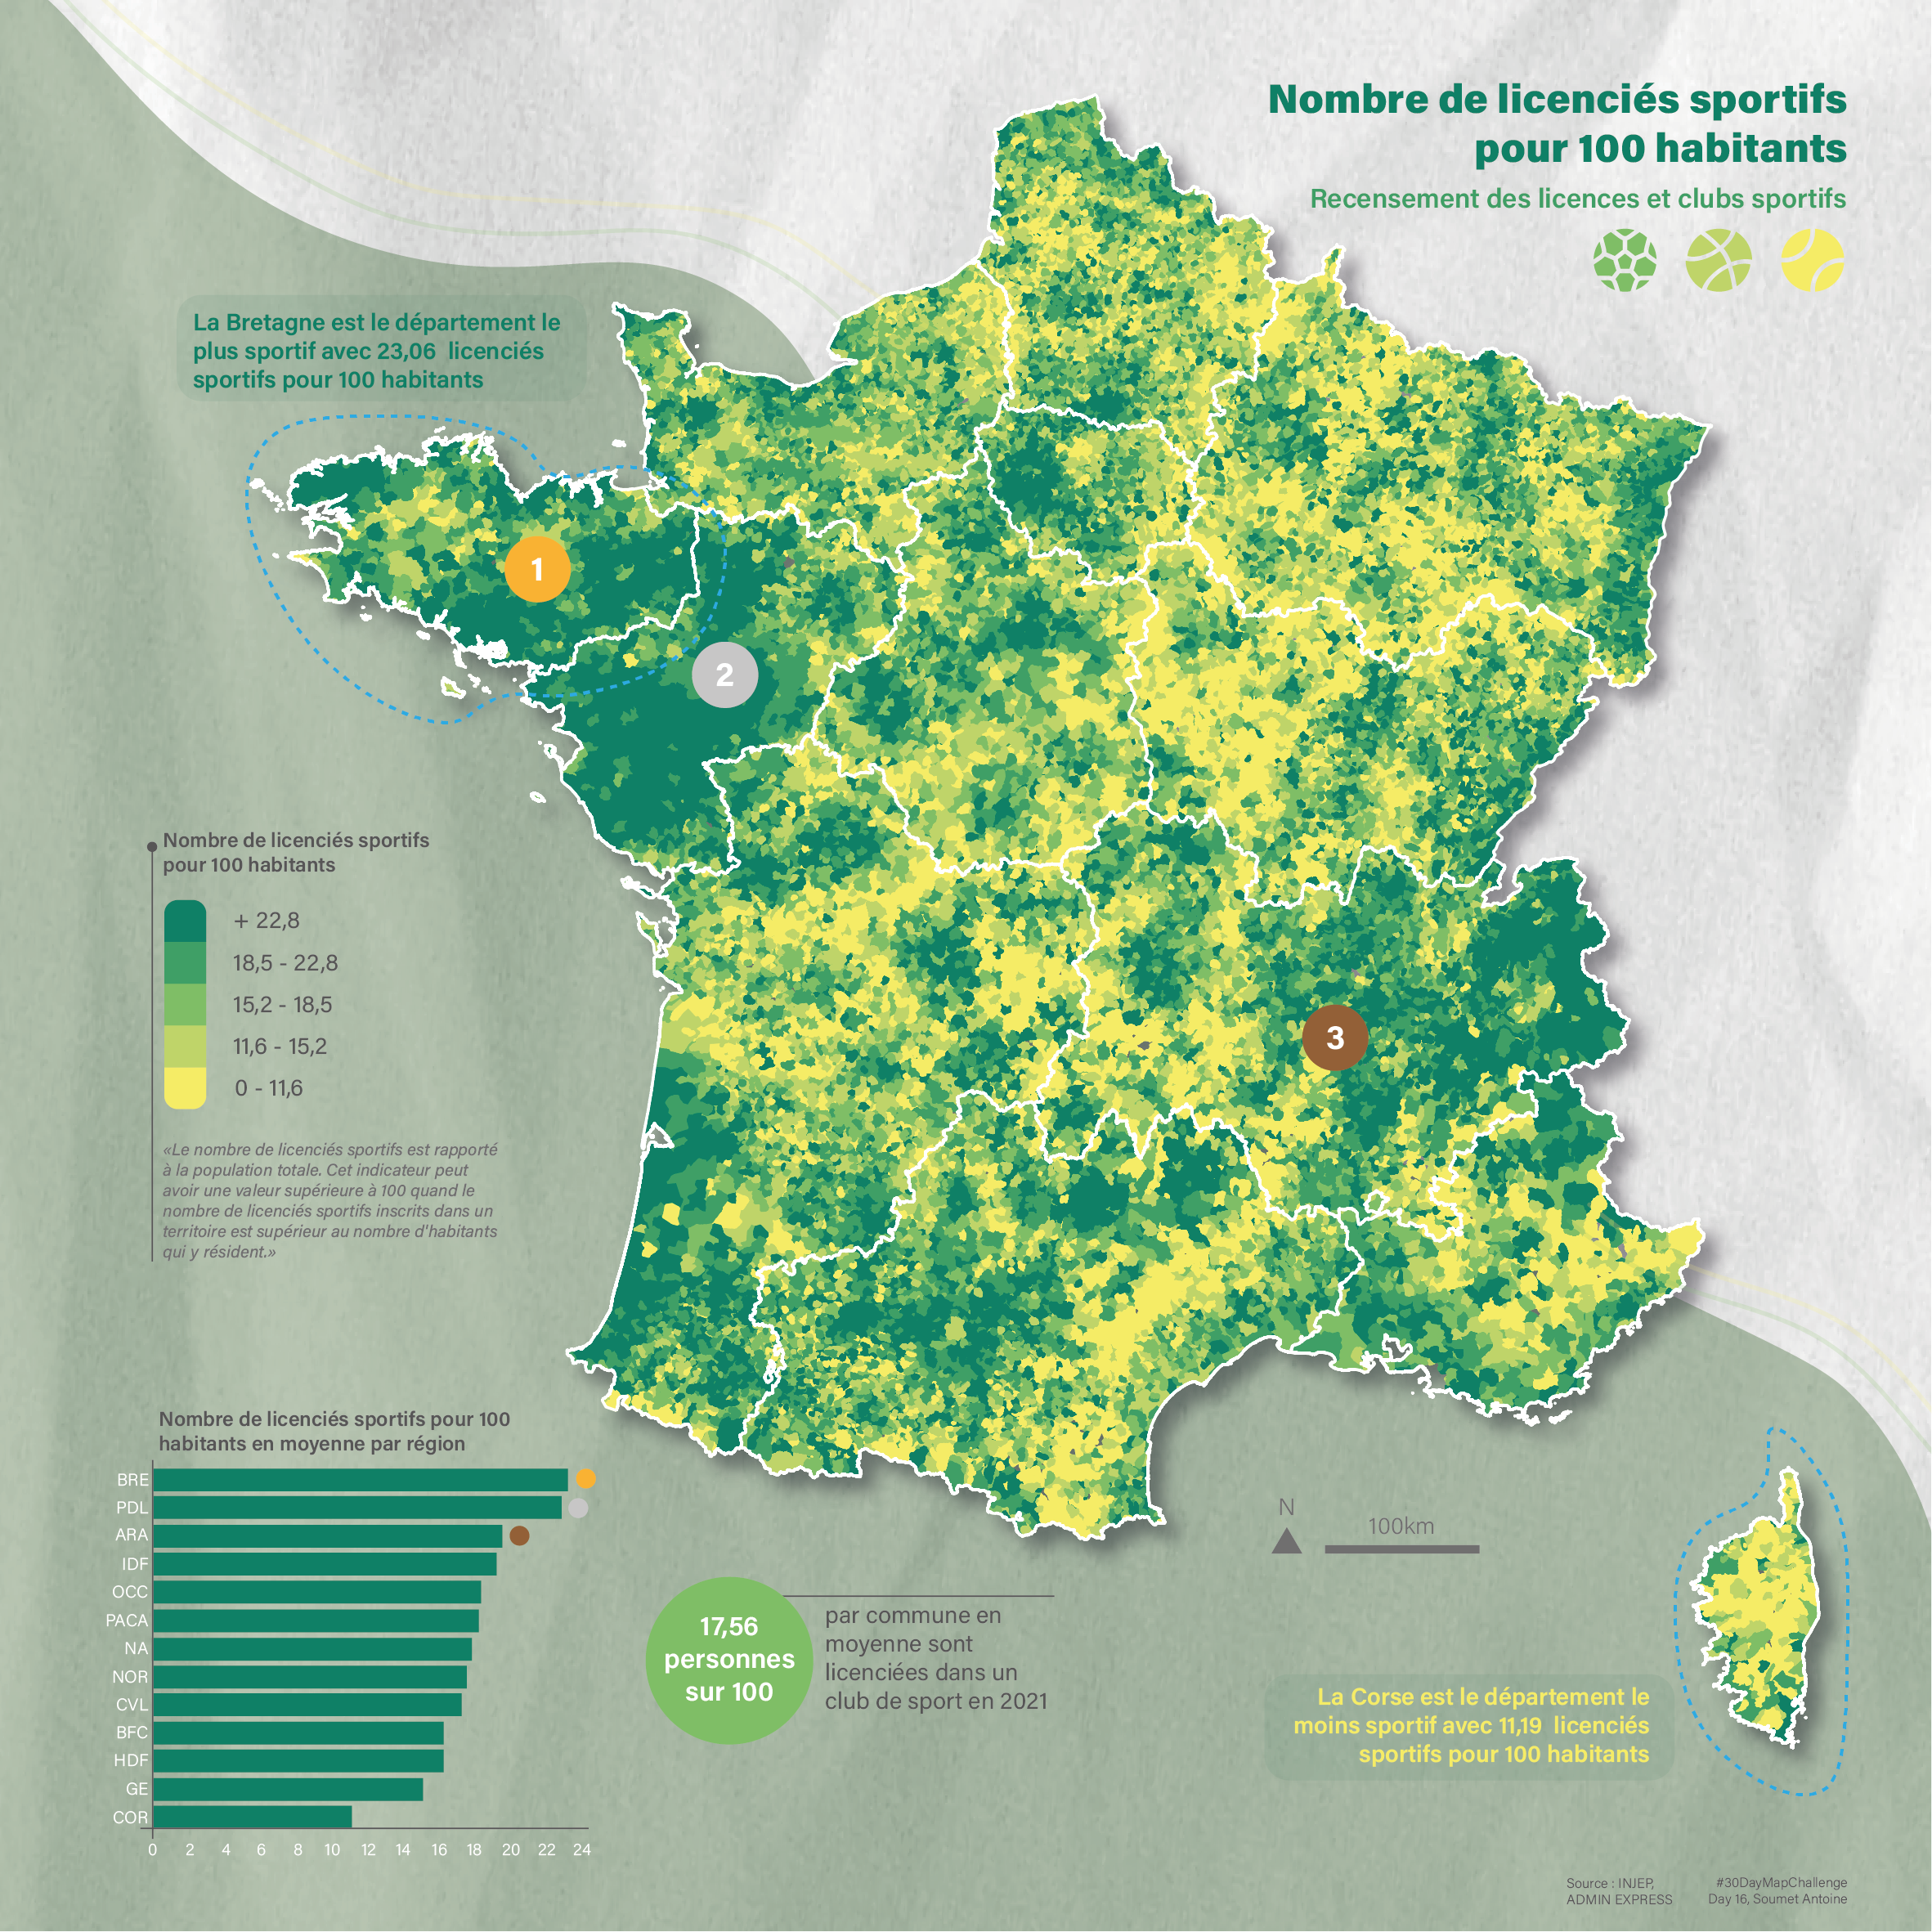 Nombre de licenciés sportifs
pour 100 habitants
Recensement des licences et clubs sportif
La Bretagne est le département le
plus sportif avec 23,06 licenciés
sportifs pour 100 habitants
1
2
3
Nombre de licenciés sportifs
pour 100 habitants
+ 22,8
18,5 - 22,8
15,2 - 18,5
11,6 - 15,2
0 - 11,6
«Le nombre de licenciés sportifs est rapporté
à la population totale. Cet indicateur peut
avoir une valeur supérieure à 100 quand le
nombre de licenciés sportifs inscrits dans un
territoire est supérieur au nombre d'habitants
qui y résident.»
Nombre de licenciés sportifs pour 100
habitants en moyenne par région
BRE
PDL
ARA
IDF
OCC
PACA
NA
NOR
CVL
BFC
HDF
GE
COR
0 2 4 6 8 10 12 14 16 18 20 22 24
17,56
personnes
sur 100
par commune en
moyenne sont
licenciées dans un
club de sport en 2021
N
100km
La Corse est le département le
moins sportif avec 11,19 licenciés
sportifs pour 100 habitants
Source : INJEP,
ADMIN EXPRESS
#30DayMapChallenge
Day 16, Soumet Antoine